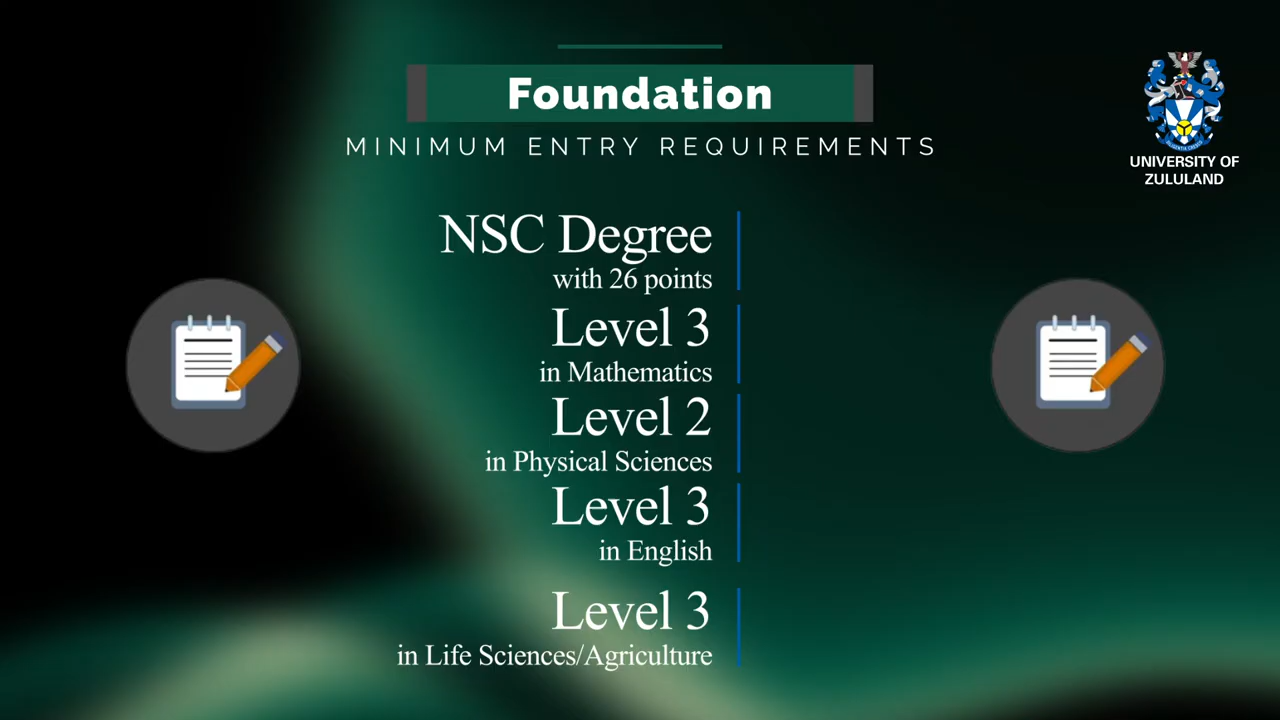 Foundation
MINIMUM ENTRY REQUIREMENTS
UNIVERSITY OF
ZULULAND
NSC Degree
with 26 points
Level 3
in Mathematics
Level 2
in Physical Sciences
Level 3
in English
Level 3
in Life Sciences/Agriculture